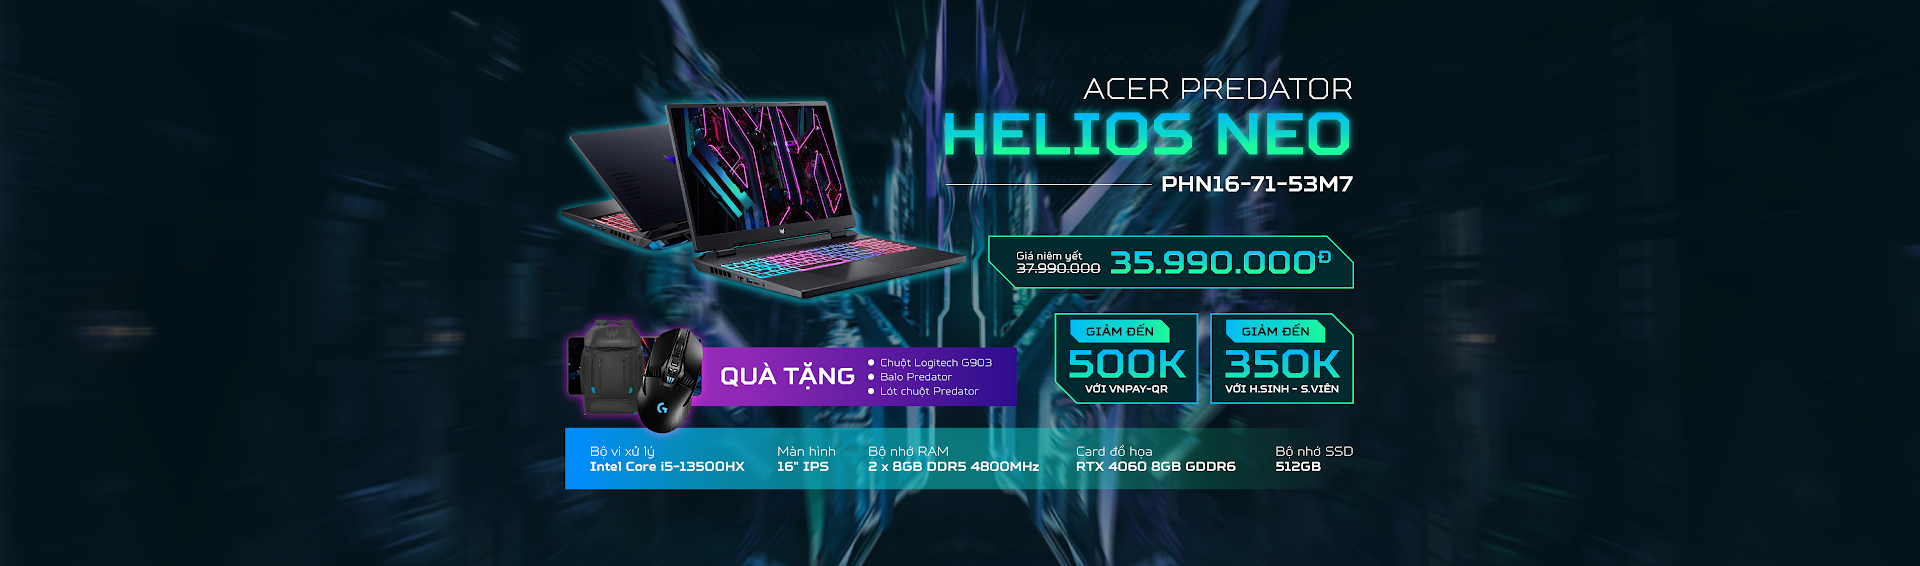 ACER PREDATOR
HELIOS NEO
PHN16-71-53M7
Giá niêm yết
37.990.000
35.990.000Đ
GIẢM ĐẾN
500K
VỚI VNPAY-QR
GIẢM ĐẾN
350K
VỚI H.SINH - S.VIÊN
QUÀ TẶNG
Chuột Logitech G903
Balo Predator
Lót chuột Predator
Bộ vi xử lý
Intel Core i5-13500HX
Màn hình
16" IPS
Bộ nhớ RAM
2 x 8GB DDR5 4800MHz
Card đồ họa
RTX 4060 8GB GDDR6
Bộ nhớ SSD
512GB